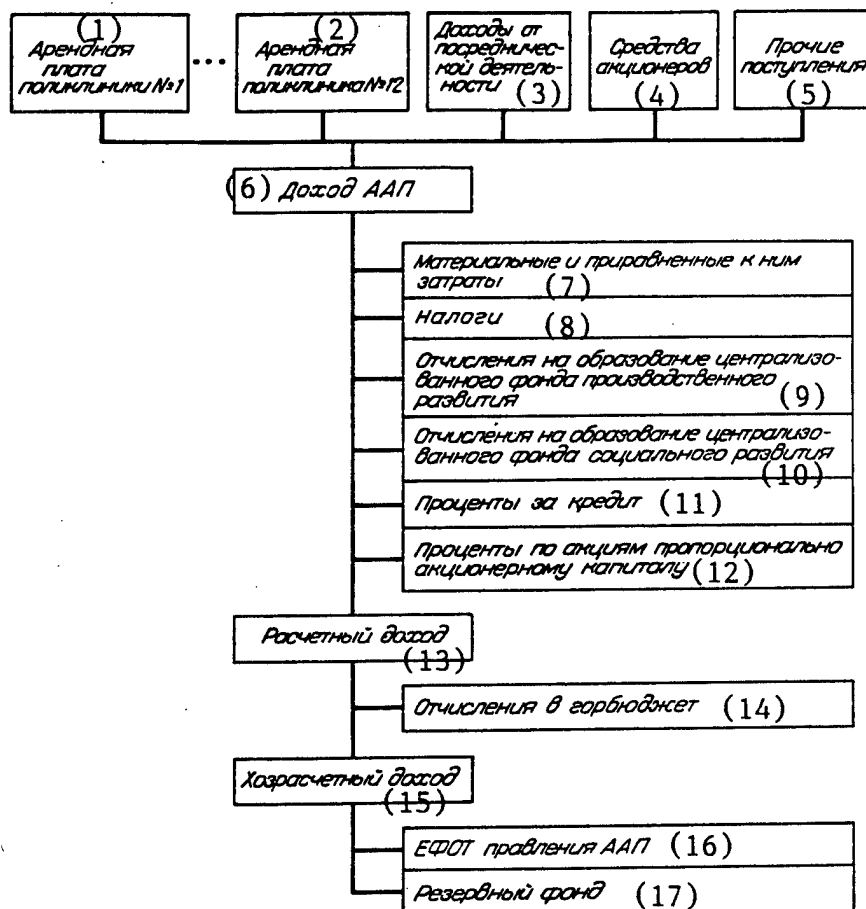 (1)
Арендная
плата
поликлиники №1
...
(2)
Арендная
плата
поликлиника №12
Доходы от
посредничес-
кой деятель-
ности (3)
Средства
акционеров
(4)
Прочие
поступления
(5)
(6) Доход ААП
Материальные и приравненные к ним
затраты (7)
Налоги (8)
Отчисления на образование централизо-
ванного фонда производственного
развития (9)
Отчисления на образование централизо-
ванного фонда социального развития
(10)
Проценты за кредит (11)
Проценты по акциям пропорционально
акционерному капиталу (12)
Расчетный доход
(13)
Отчисления в горбюджет (14)
Хозрасчетный доход
(15)
ЕФОТ правления ААП (16)
Резервный фонд (17)